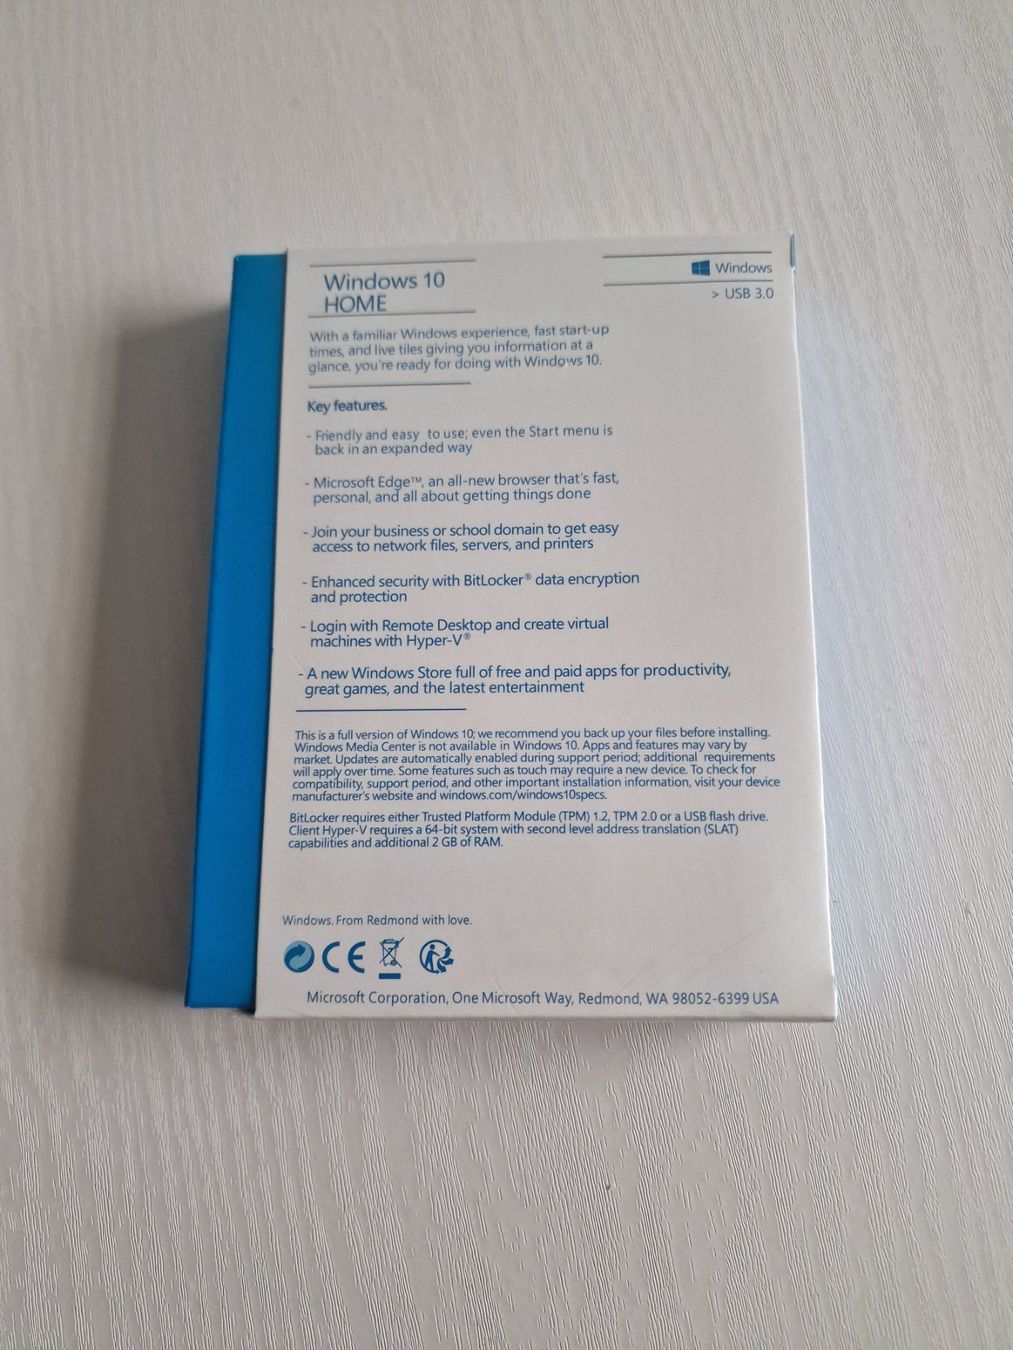 Windows 10
HOME
Windows
> USB 3.0
With a familiar Windows experience, fast start-up
times, and live tiles giving you information at a
glance, you're ready for doing with Windows 10.
Key features.
- Friendly and easy to use; even the Start menu is
back in an expanded way
- Microsoft Edge™, an all-new browser that's fast,
personal, and all about getting things done
- Join your business or school domain to get easy
access to network files, servers, and printers
- Enhanced security with BitLocker® data encryption
and protection
- Login with Remote Desktop and create virtual
machines with Hyper-V®
- A new Windows Store full of free and paid apps for productivity,
great games, and the latest entertainment
This is a full version of Windows 10; we recommend you back up your files before installing.
Windows Media Center is not available in Windows 10. Apps and features may vary by
market. Updates are automatically enabled during support period; additional requirements
will apply over time. Some features such as touch may require a new device. To check for
compatibility, support period, and other important installation information, visit your device
manufacturer's website and windows.com/windows10specs.
BitLocker requires either Trusted Platform Module (TPM) 1.2, TPM 2.0 or a USB flash drive.
Client Hyper-V requires a 64-bit system with second level address translation (SLAT)
capabilities and additional 2 GB of RAM.
Windows. From Redmond with love.
CE
Microsoft Corporation, One Microsoft Way, Redmond, WA 98052-6399 USA